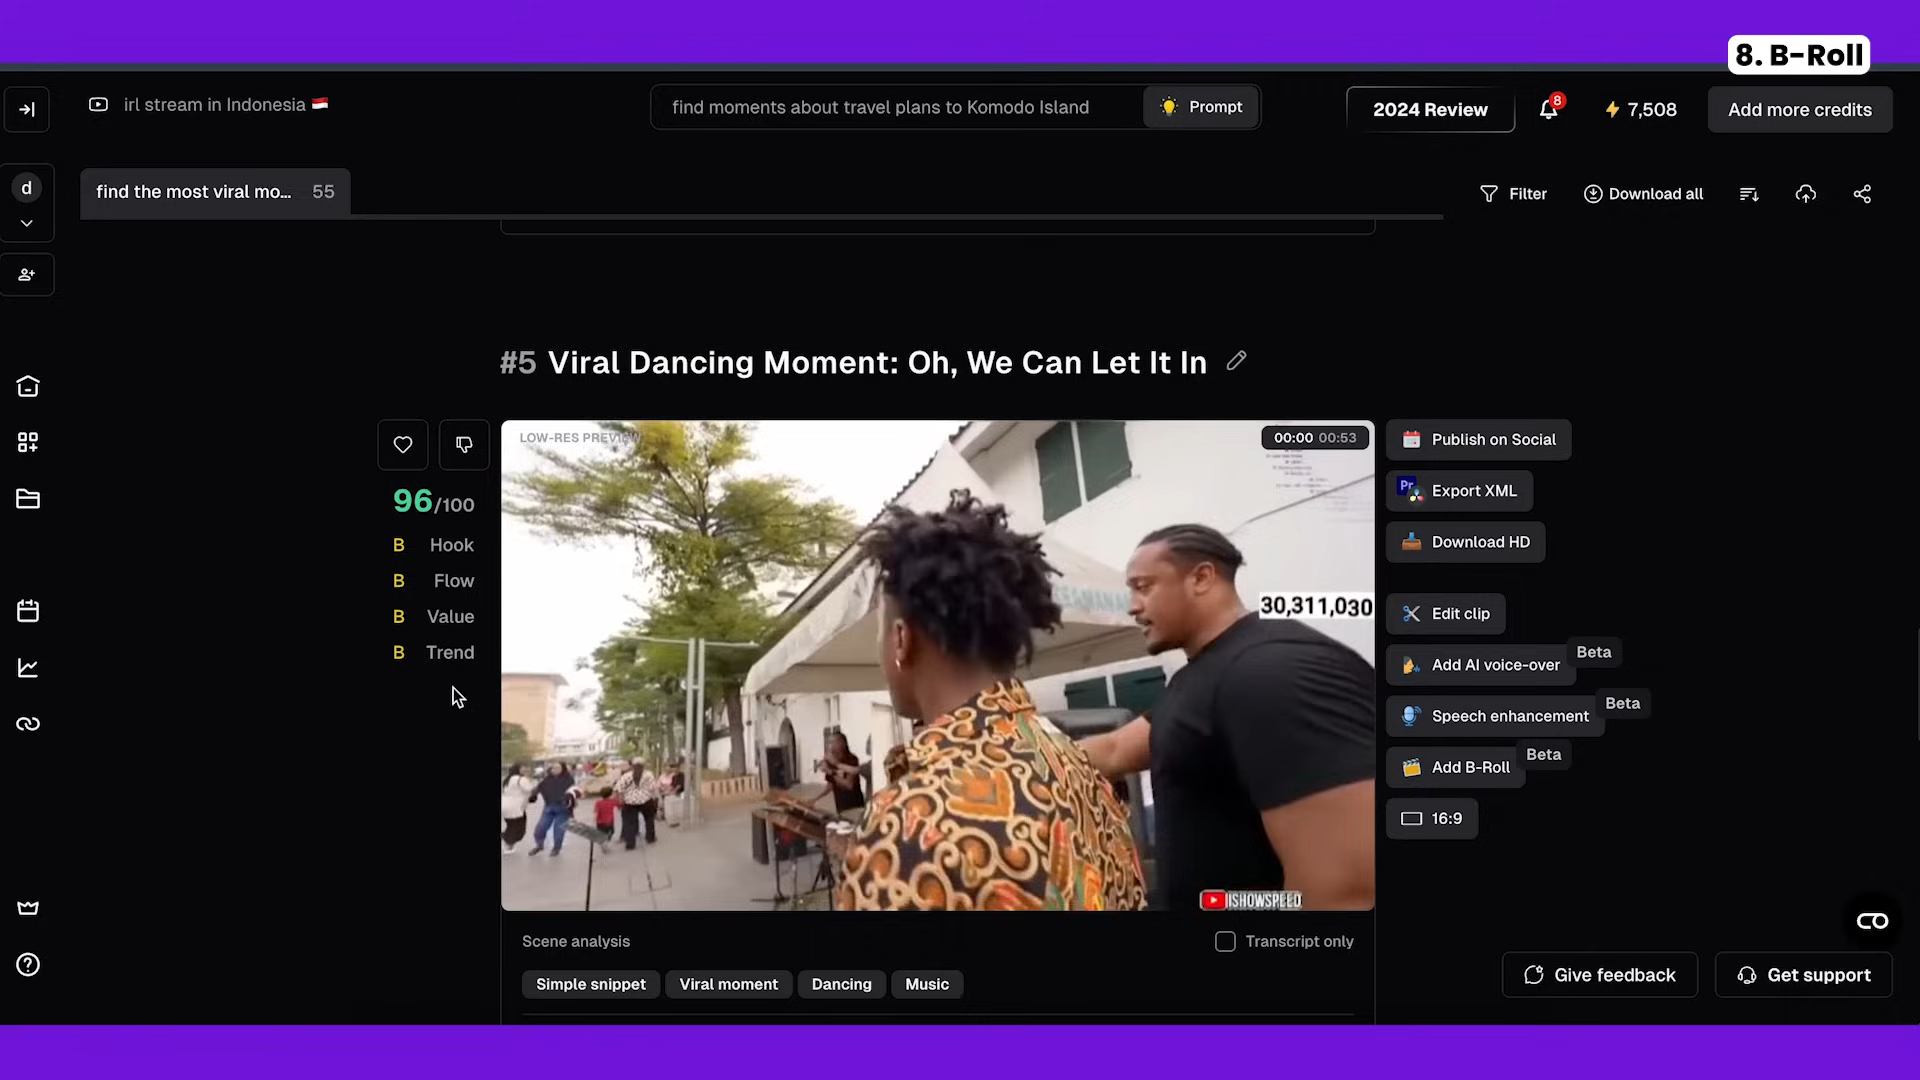 8. B-Roll
irl stream in Indonesia 🇮🇩
find moments about travel plans to Komodo Island
Prompt
2024 Review
8
7,508
Add more credits
d
find the most viral mo... 55
Filter
Download all
#5 Viral Dancing Moment: Oh, We Can Let It In
LOW-RES PREVIEW
00:00 00:53
96/100
B Hook
B Flow
B Value
B Trend
30,311,030
ISHOWSPEED
Publish on Social
Pr
Export XML
Download HD
Edit clip
Add AI voice-over
Beta
Speech enhancement
Beta
Add B-Roll
Beta
16:9
Scene analysis
Transcript only
Simple snippet
Viral moment
Dancing
Music
Give feedback
Get support